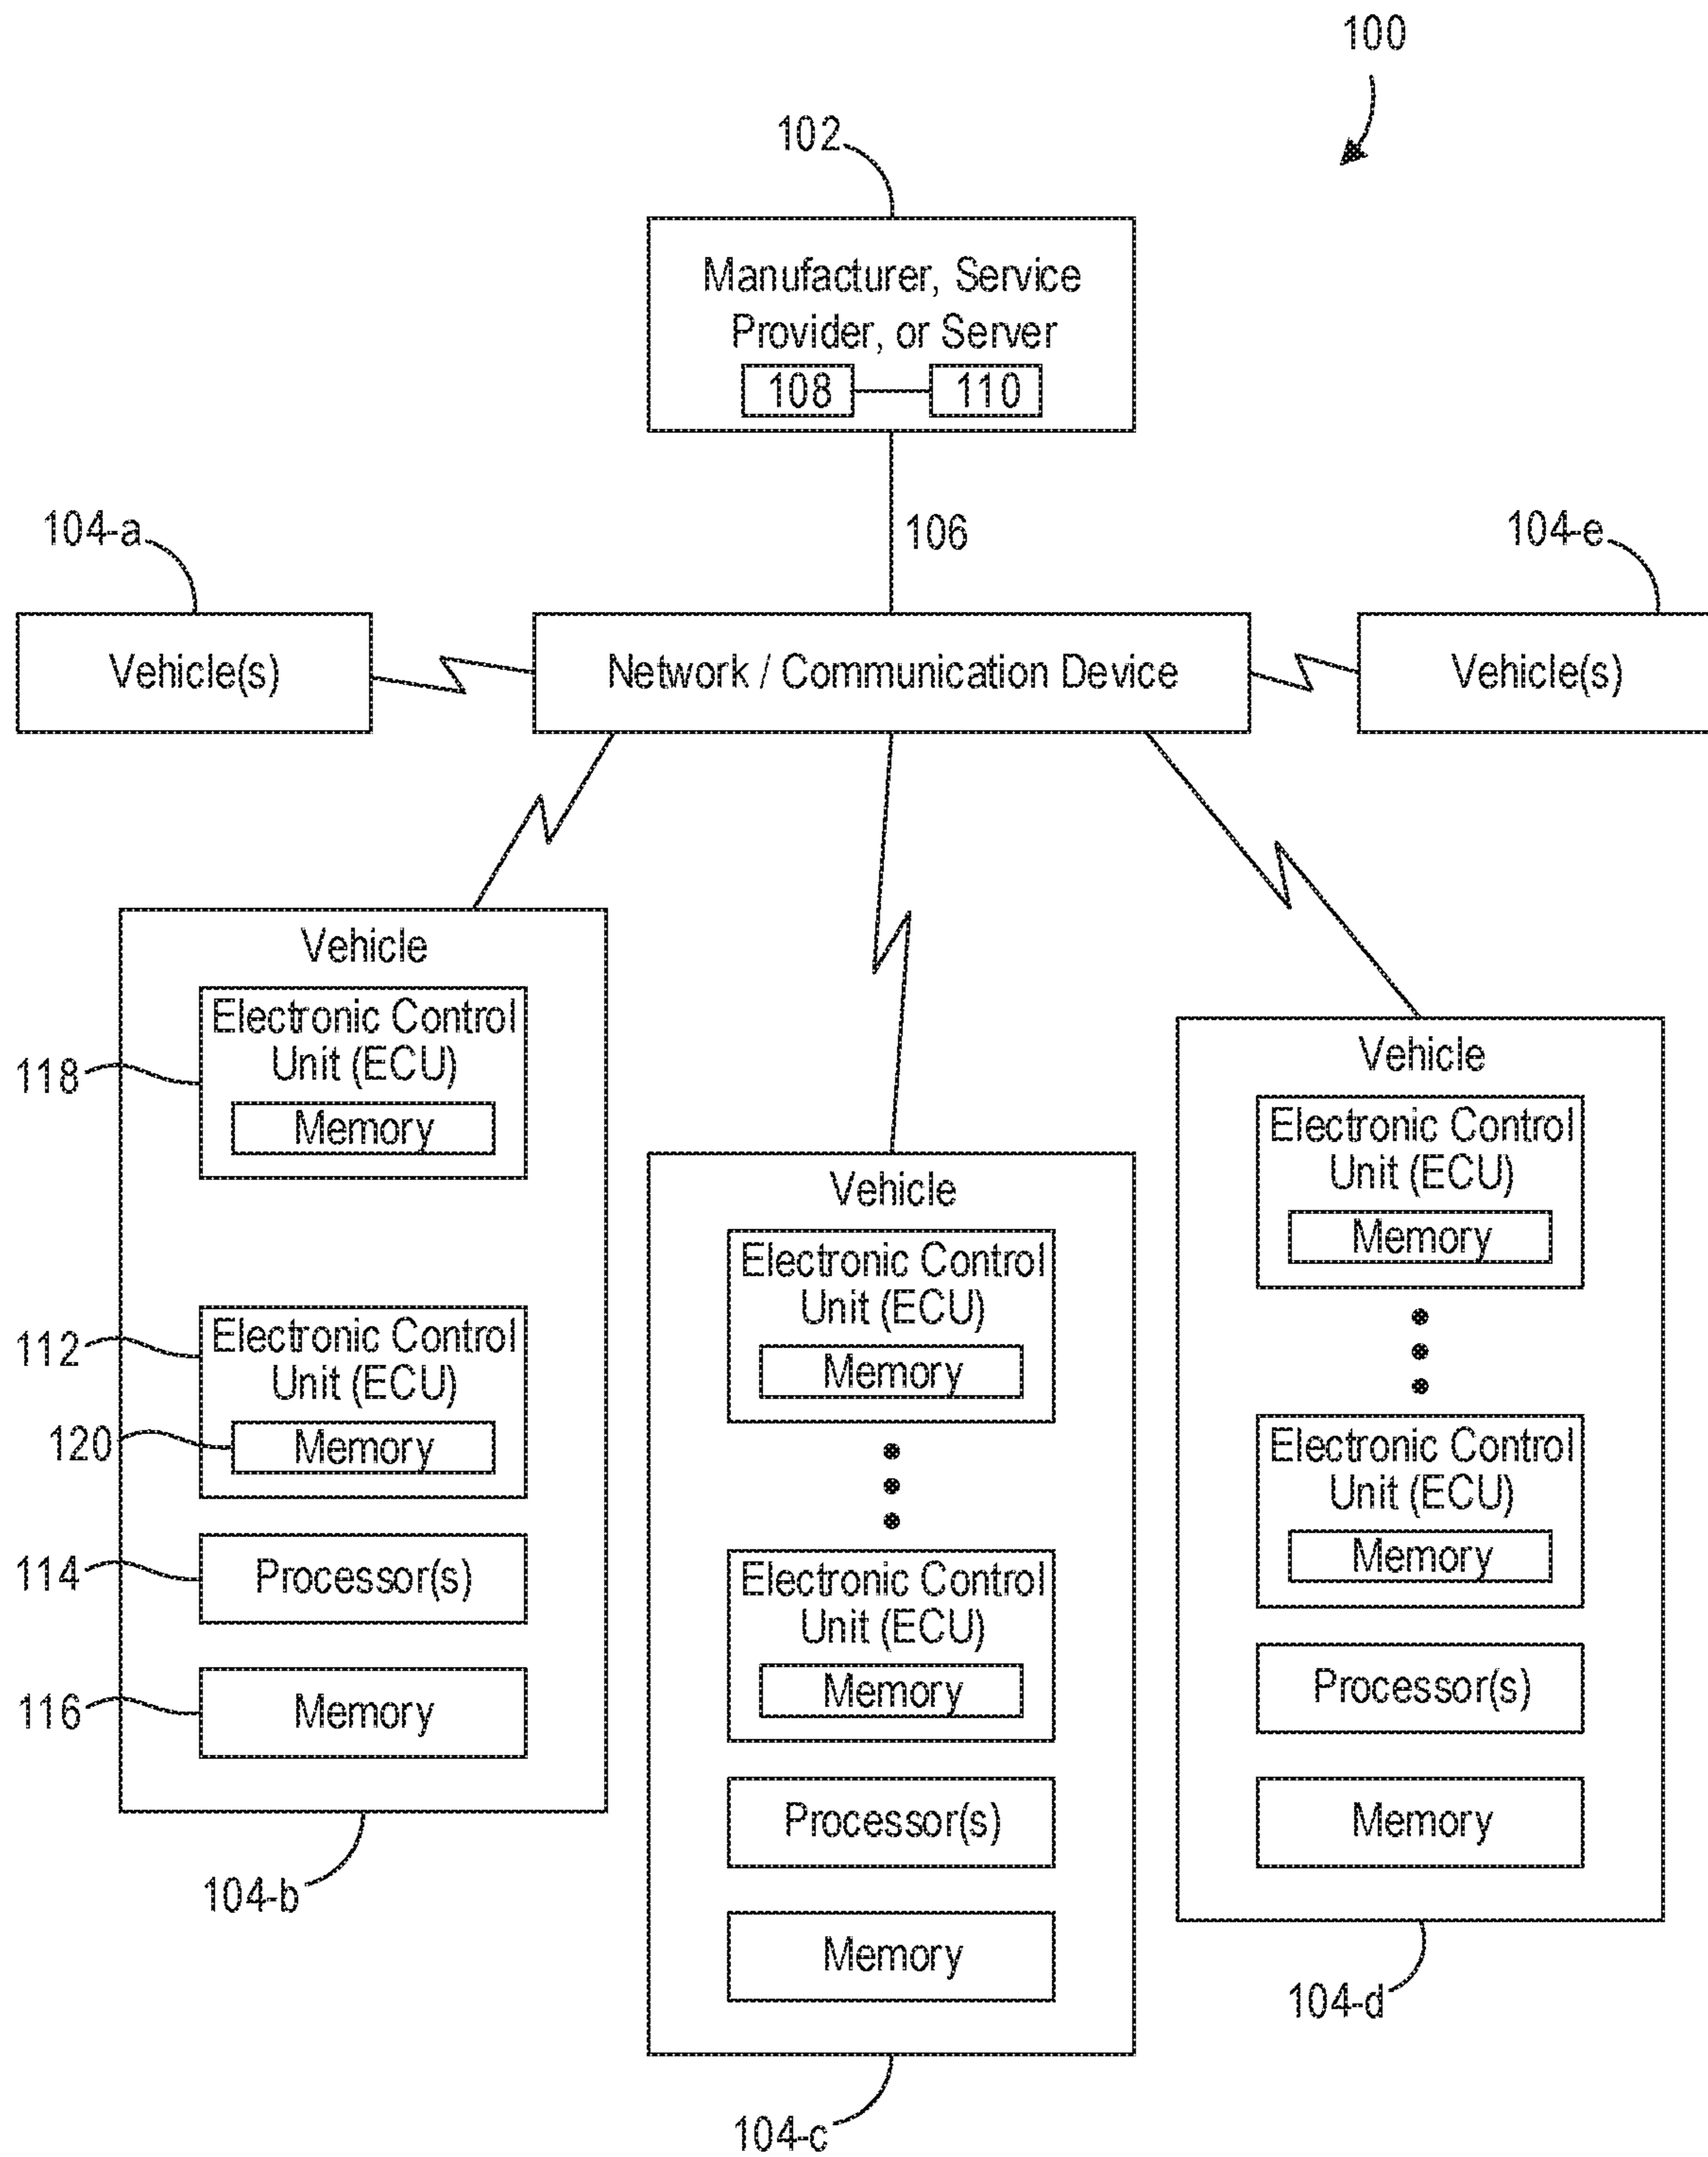 100
102
Manufacturer, Service
Provider, or Server
108
110
106
104-a
104-e
Vehicle(s)
Network / Communication Device
Vehicle(s)
Vehicle
Electronic Control
Unit (ECU)
Memory
118
Electronic Control
Unit (ECU)
Memory
112
120
Processor(s)
114
Memory
116
104-b
Vehicle
Electronic Control
Unit (ECU)
Memory
Electronic Control
Unit (ECU)
Memory
Processor(s)
Memory
104-c
Vehicle
Electronic Control
Unit (ECU)
Memory
Electronic Control
Unit (ECU)
Memory
Processor(s)
Memory
104-d